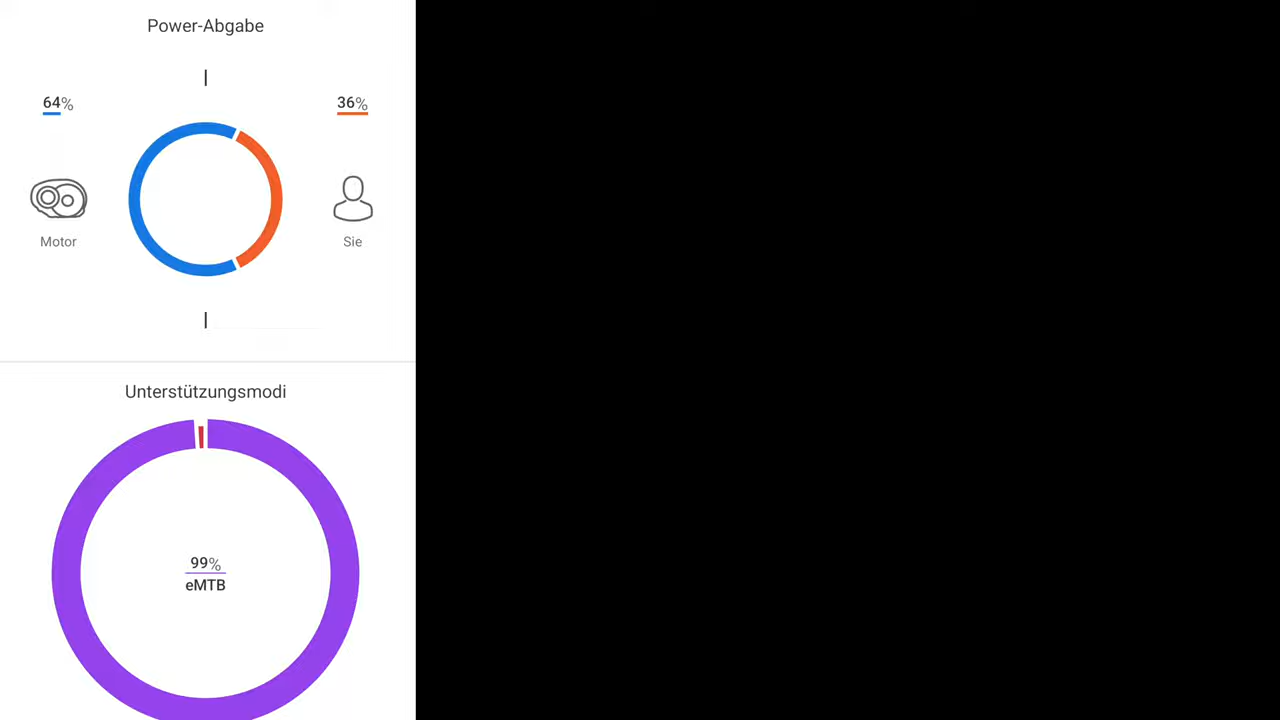 Power-Abgabe
64%
36%
Motor
Sie
Unterstützungsmodi
99%
eMTB